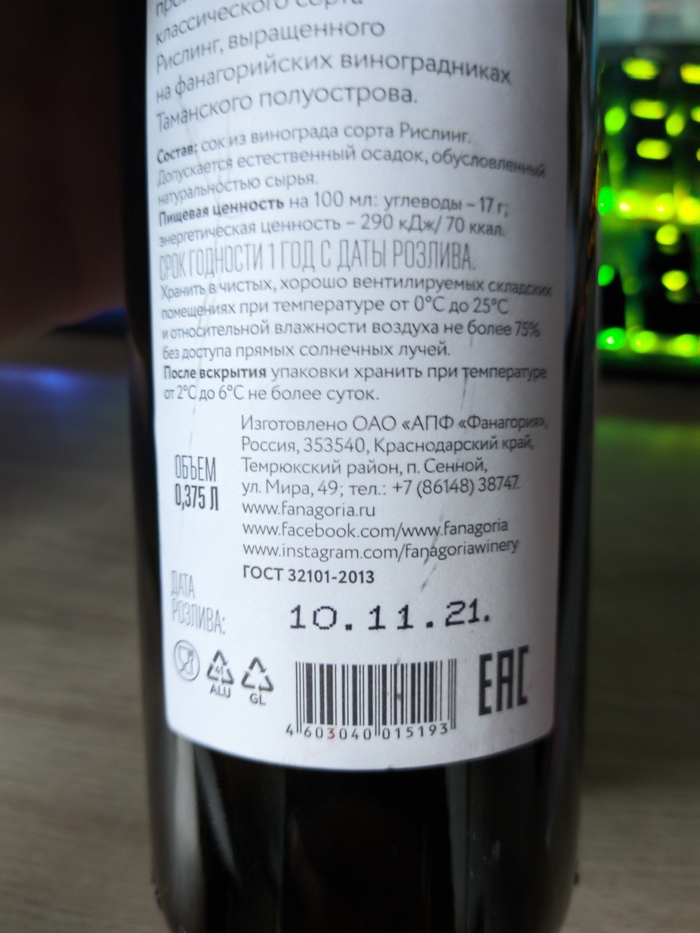 классического сорта
Рислинг, выращенного
на фанагорийских виноградниках
Таманского полуострова.
Состав: сок из винограда сорта Рислинг.
Допускается естественный осадок, обусловленный
натуральностью сырья.
Пищевая ценность на 100 мл: углеводы – 17 г;
энергетическая ценность – 290 кДж/ 70 ккал.
СРОК ГОДНОСТИ 1 ГОД С ДАТЫ РОЗЛИВА.
Хранить в чистых, хорошо вентилируемых складских
помещениях при температуре от 0°C до 25°C
и относительной влажности воздуха не более 75%
без доступа прямых солнечных лучей.
После вскрытия упаковки хранить при температуре
от 2°C до 6°C не более суток.
Изготовлено ОАО «АПФ «Фанагория»,
Россия, 353540, Краснодарский край,
Темрюкский район, п. Сенной,
ул. Мира, 49; тел.: +7 (86148) 38747.
www.fanagoria.ru
www.facebook.com/www.fanagoria
www.instagram.com/fanagoriawinery
ГОСТ 32101-2013
ОБЪЕМ
0,375 Л
ДАТА
РОЗЛИВА:
10.11.21.
41
ALU
GL
4 603040 015193
EAC